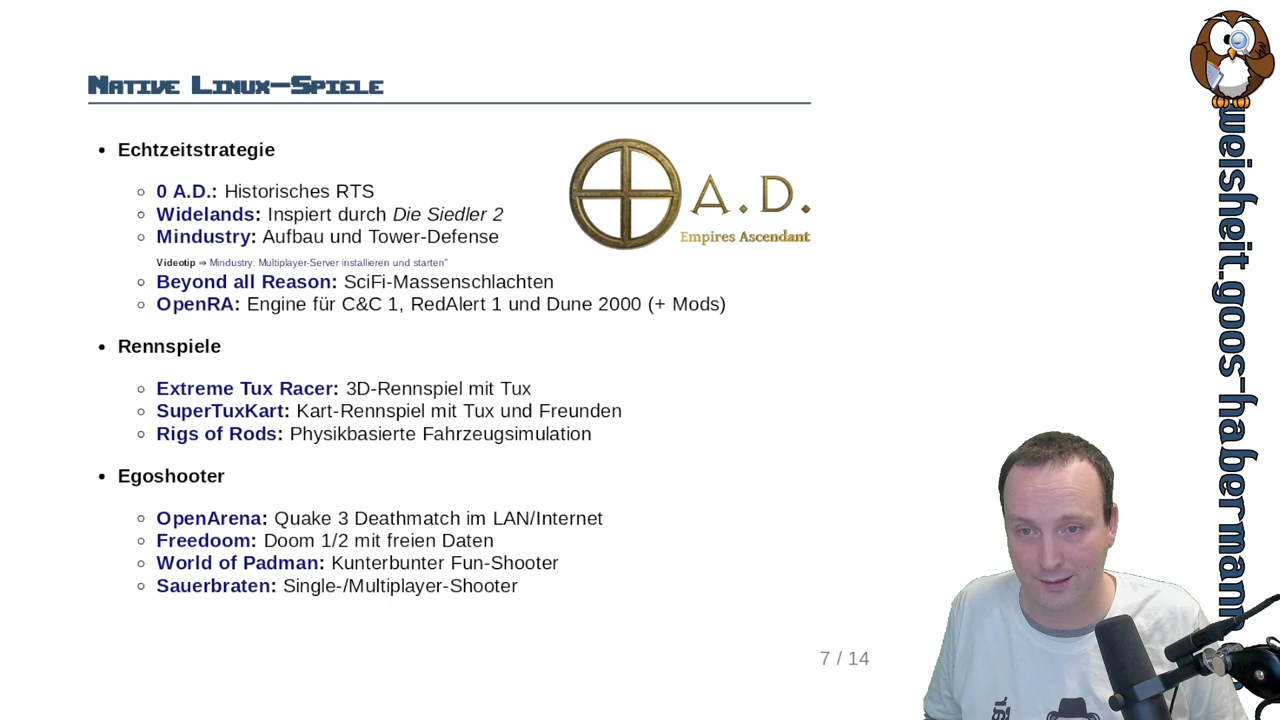 Native Linux-Spiele
• Echtzeitstrategie
○ 0 A.D.: Historisches RTS
○ Widelands: Inspiert durch Die Siedler 2
○ Mindustry: Aufbau und Tower-Defense
Videotip ⇒ Mindustry: Multiplayer-Server installieren und starten"
○ Beyond all Reason: SciFi-Massenschlachten
○ OpenRA: Engine für C&C 1, RedAlert 1 und Dune 2000 (+ Mods)
A.D.
Empires Ascendant
• Rennspiele
○ Extreme Tux Racer: 3D-Rennspiel mit Tux
○ SuperTuxKart: Kart-Rennspiel mit Tux und Freunden
○ Rigs of Rods: Physikbasierte Fahrzeugsimulation
• Egoshooter
○ OpenArena: Quake 3 Deathmatch im LAN/Internet
○ Freedoom: Doom 1/2 mit freien Daten
○ World of Padman: Kunterbunter Fun-Shooter
○ Sauerbraten: Single-/Multiplayer-Shooter
7 / 14
weisheit.goos-habermann